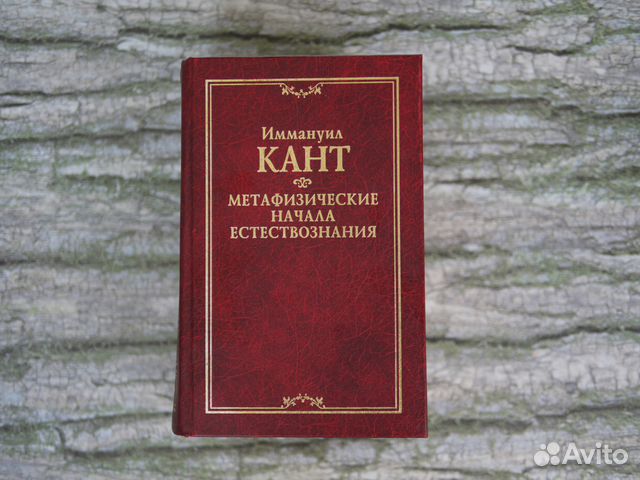 Иммануил
КАНТ
МЕТАФИЗИЧЕСКИЕ
НАЧАЛА
ЕСТЕСТВОЗНАНИЯ
Avito